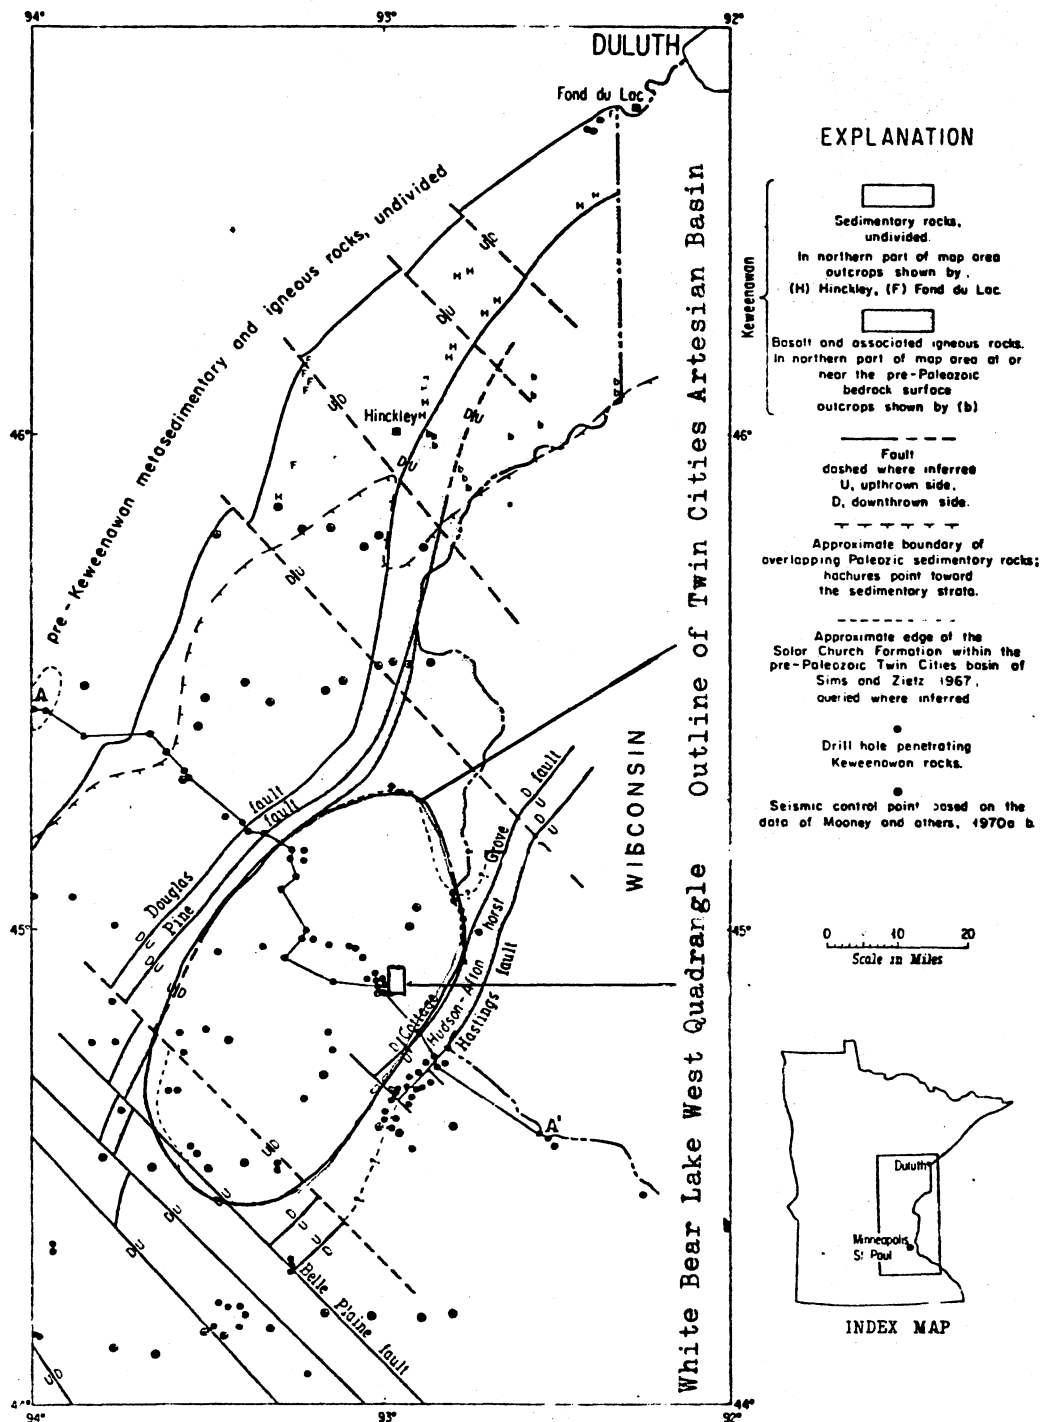 94°
93°
92°
DULUTH
Fond du Lac
pre-Keweenawan metasedimentary and igneous rocks, undivided
H H
U/D
H H
D/U
H
H
F
F
F
F
H
H
U/D
Hinckley
H
H
D/U
b
b
b
b
b
46°
46°
F
H
D/U
b
b
b
b
b
D/U
A
fault
fault
D fault
U
D
U
Grove
WISCONSIN
Douglas
Pine
D U
D U
U/D
45°
45°
horst
Hudson-Afton
fault
Cottage
D
U
Hastings
A'
U/D
D U
D U
D U
D
U
U
D
Belle Plaine fault
U D
44°
93°
92°
Outline of Twin Cities Artesian Basin
White Bear Lake West Quadrangle
EXPLANATION
Keweenawan
Sedimentary rocks,
undivided.
In northern part of map area
outcrops shown by,
(H) Hinckley, (F) Fond du Lac
Basalt and associated igneous rocks.
In northern part of map area at or
near the pre-Paleozoic
bedrock surface
outcrops shown by (b)
Fault
dashed where inferred
U, upthrown side,
D, downthrown side.
Approximate boundary of
overlapping Paleozic sedimentary rocks;
hachures point toward
the sedimentary strata.
Approximate edge of the
Solor Church Formation within the
pre-Paleozoic Twin Cities basin of
Sims and Zietz 1967,
queried where inferred
Drill hole penetrating
Keweenawan rocks.
Seismic control point based on the
data of Mooney and others, 1970a b.
0 5 10 20
Scale in Miles
Duluth
Minneapolis
St Paul
INDEX MAP